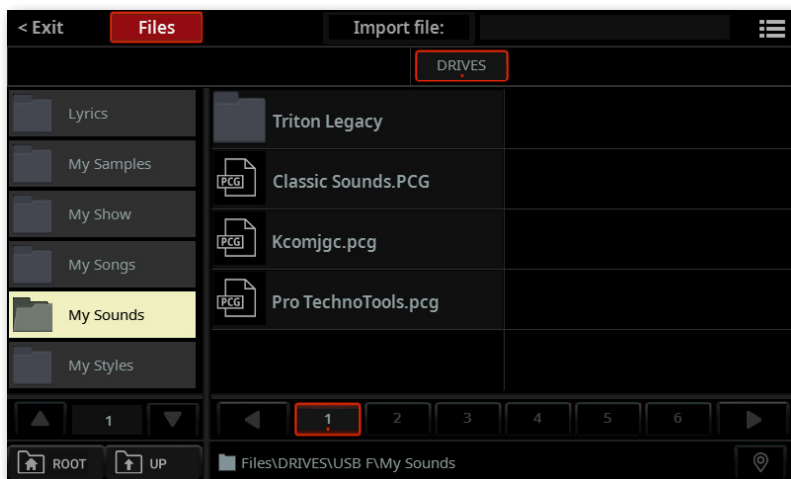 < Exit Files Import file:
DRIVES
Lyrics
My Samples
My Show
My Songs
My Sounds
My Styles
Triton Legacy
PCG Classic Sounds.PCG
PCG Kcomjgc.pcg
PCG Pro TechnoTools.pcg
1
1 2 3 4 5 6
ROOT UP Files\DRIVES\USB F\My Sounds